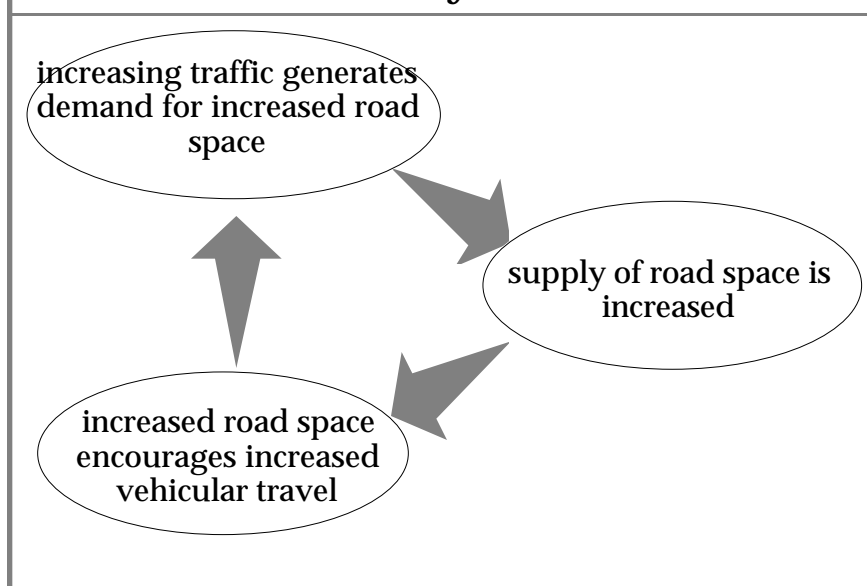 increasing traffic generates
demand for increased road
space
supply of road space is
increased
increased road space
encourages increased
vehicular travel